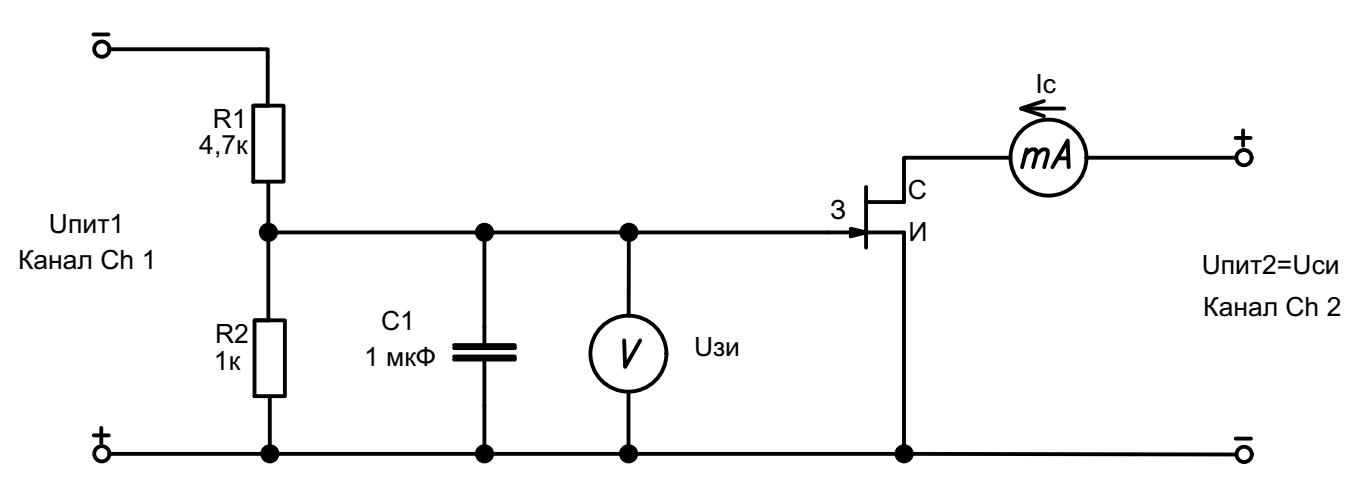 R1
4,7к
Uпит1
Канал Ch 1
R2
1к
C1
1 мкФ
V
Uзи
З
С
И
Iс
mA
Uпит2=Uси
Канал Ch 2